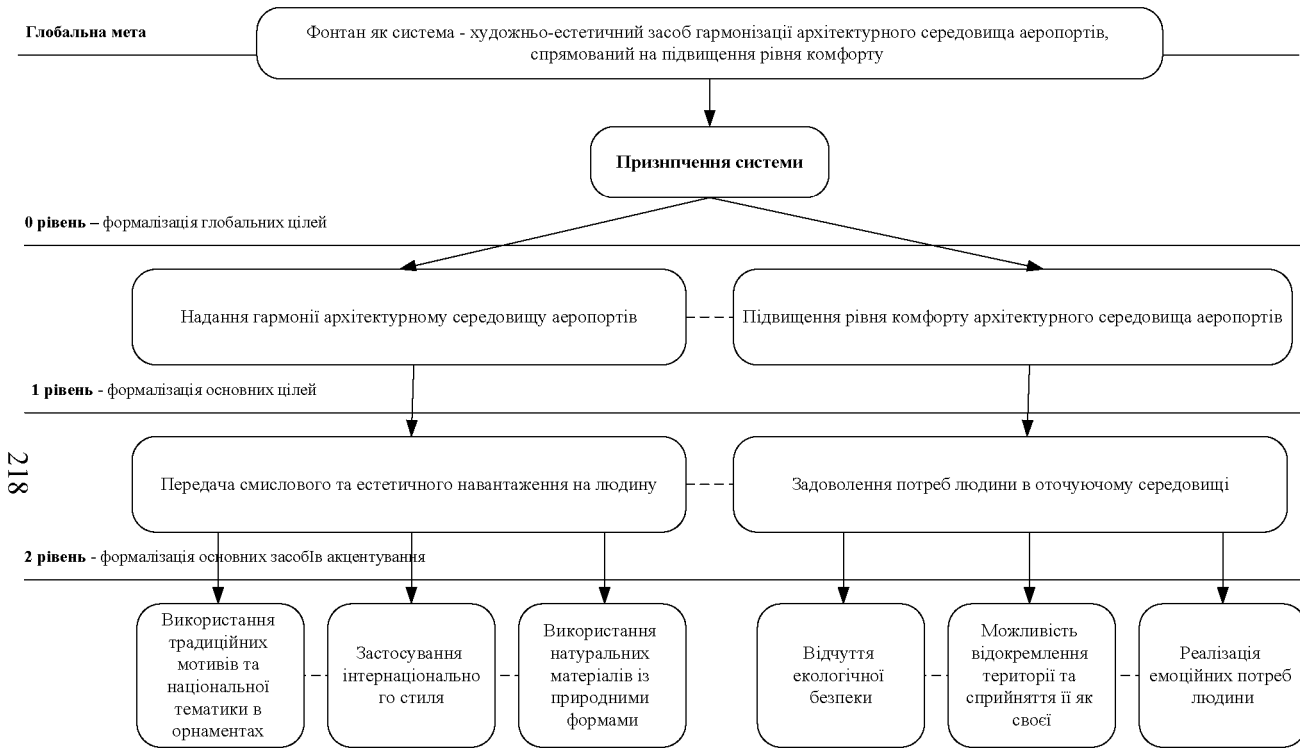 Глобальна мета
Фонтан як система - художньо-естетичний засоб гармонізації архітектурного середовища аеропортів,
спрямований на підвищення рівня комфорту
Признпчення системи
0 рівень – формалізація глобальних цілей
Надання гармонії архітектурному середовищу аеропортів
Підвищення рівня комфорту архітектурного середовища аеропортів
1 рівень - формалізація основних цілей
Передача смислового та естетичного навантаження на людину
Задоволення потреб людини в оточуючому середовищі
218
2 рівень - формалізація основних засобІв акцентування
Використання
традиційних
мотивів та
національної
тематики в
орнаментах
Застосування
інтернаціонально
го стиля
Використання
натуральних
матеріалів із
природними
формами
Відчуття
екологічної
безпеки
Можливість
відокремлення
території та
сприйняття її як
своєї
Реалізація
емоційних потреб
людини